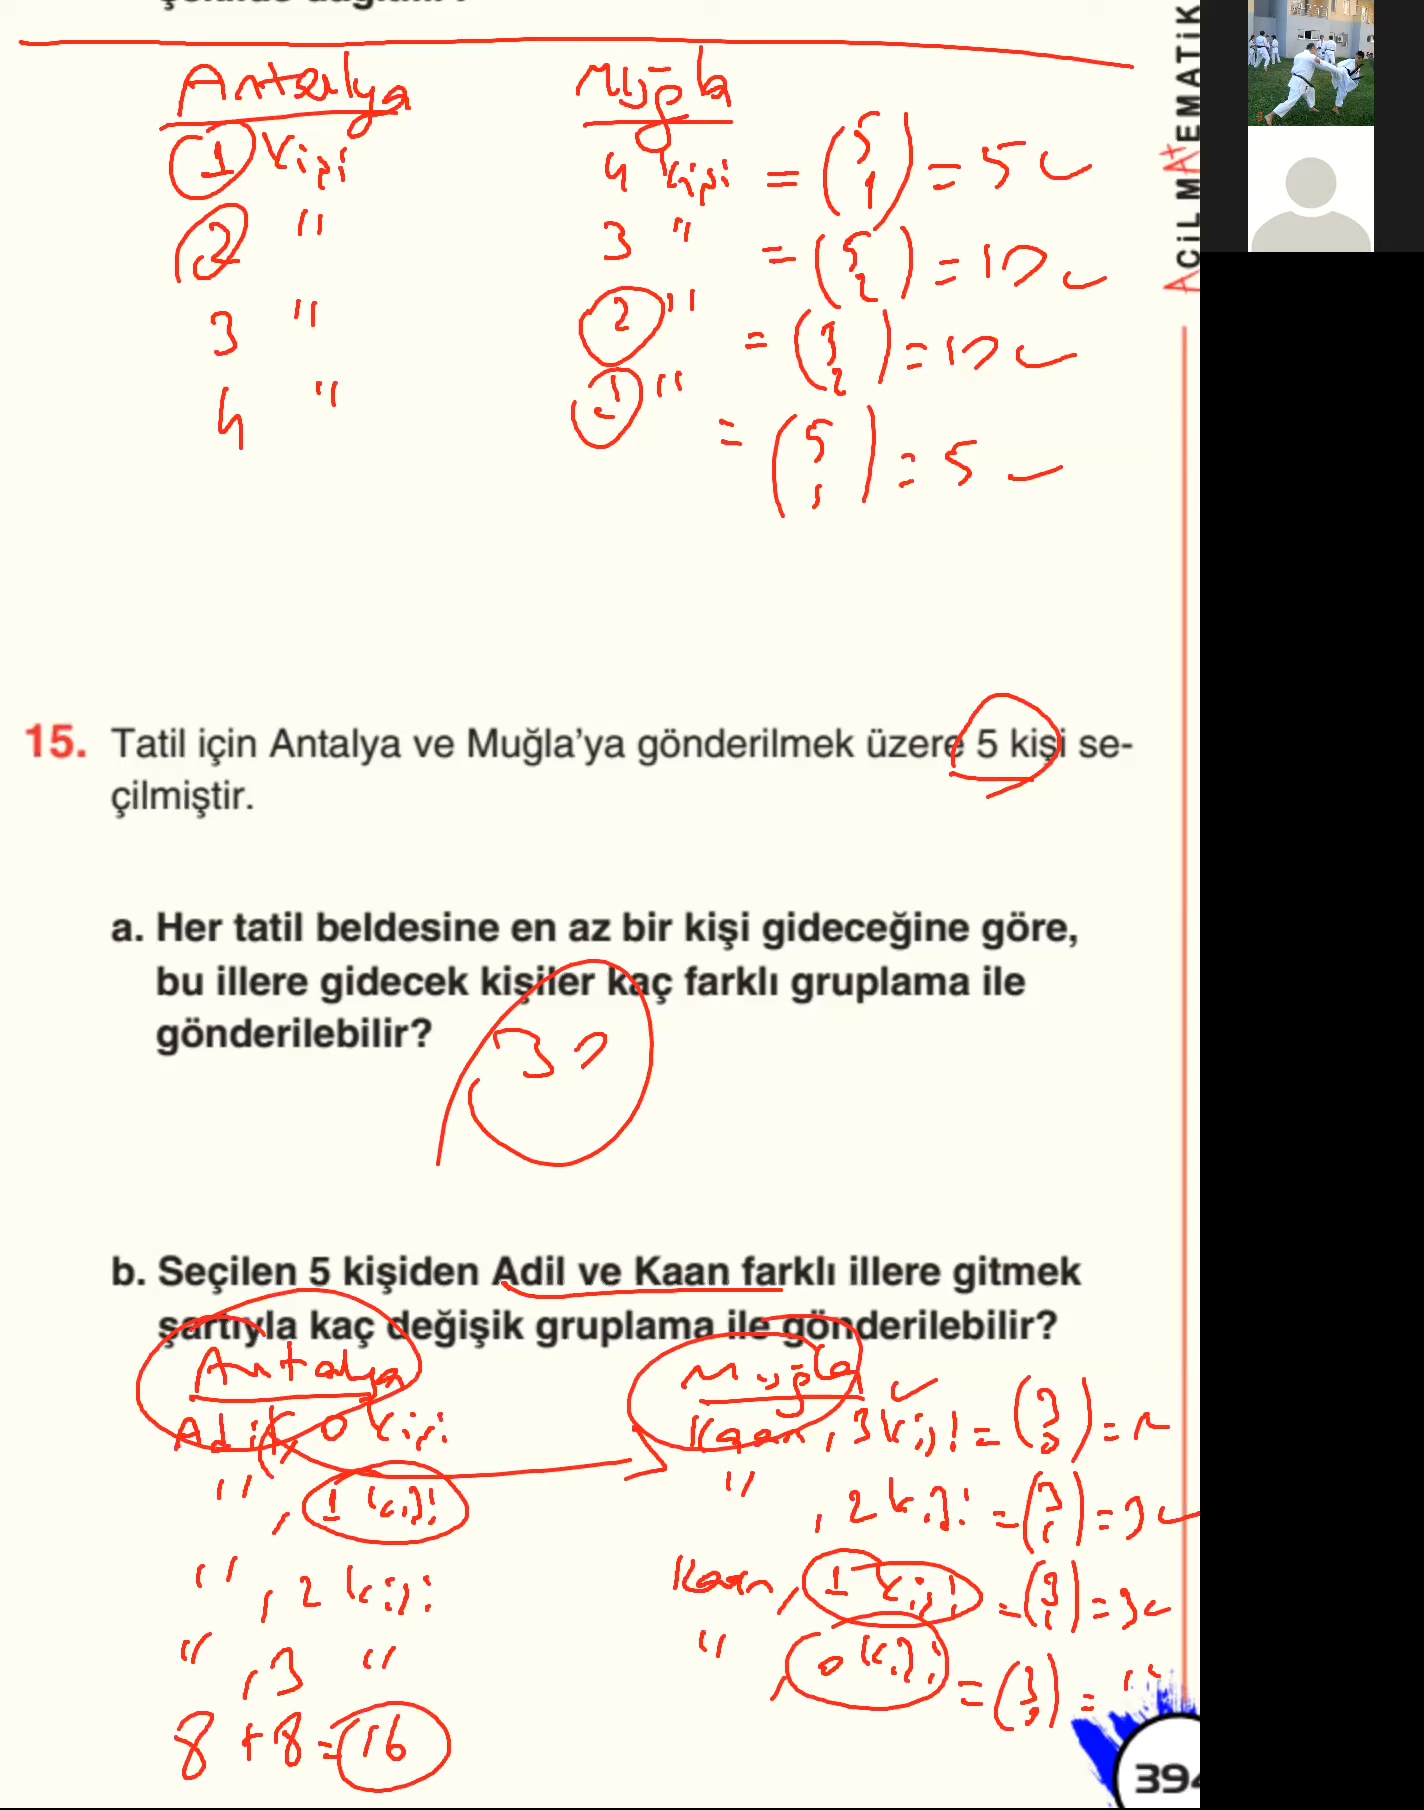 Antalya Muğla
1 kişi 4 kişi = (5 1) = 5
2 " 3 " = (5 2) = 10
3 " 2 " = (5 2) = 10
4 " 1 " = (5 1) = 5
ACİL MATEMATİK
15. Tatil için Antalya ve Muğla'ya gönderilmek üzere 5 kişi se-
çilmiştir.
a. Her tatil beldesine en az bir kişi gideceğine göre,
bu illere gidecek kişiler kaç farklı gruplama ile
gönderilebilir?
30
b. Seçilen 5 kişiden Adil ve Kaan farklı illere gitmek
şartıyla kaç değişik gruplama ile gönderilebilir?
Antalya Muğla
Adil, 0 kişi Kaan, 3 kişi = (3 0) =
" , 1 kişi " , 2 kişi = (3 1) = 3
" , 2 kişi Kaan, 1 kişi = (3 1) = 3
" , 3 " " , 0 kişi =
8 + 8 = 16
394